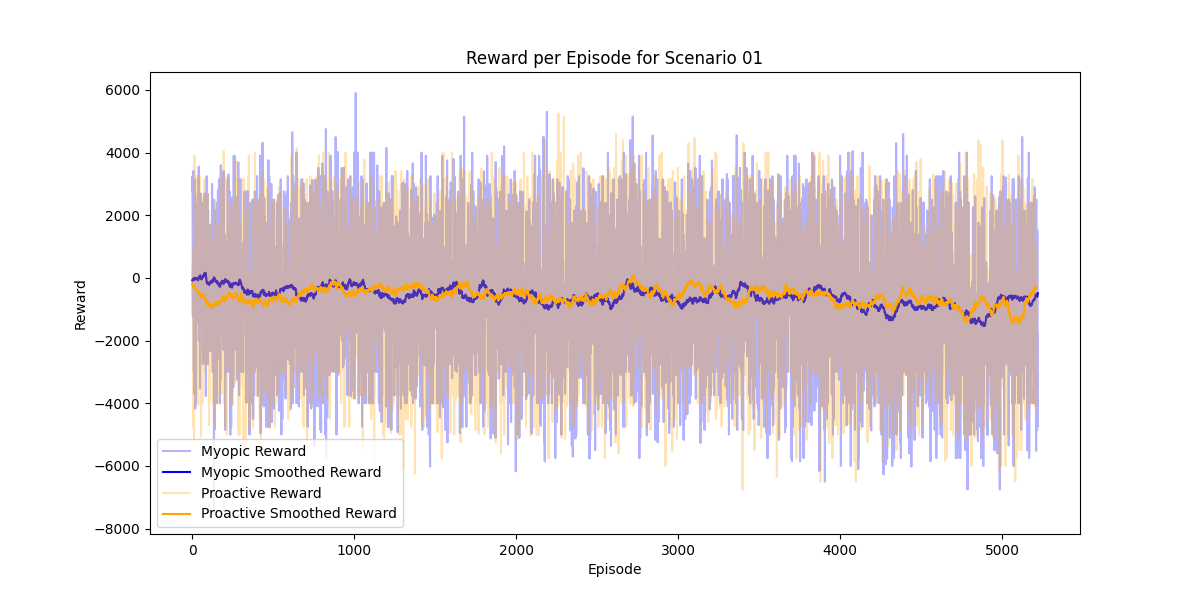 Reward per Episode for Scenario 01
6000
4000
2000
0
−2000
−4000
−6000
−8000
Reward
Myopic Reward
Myopic Smoothed Reward
Proactive Reward
Proactive Smoothed Reward
0 1000 2000 3000 4000 5000
Episode